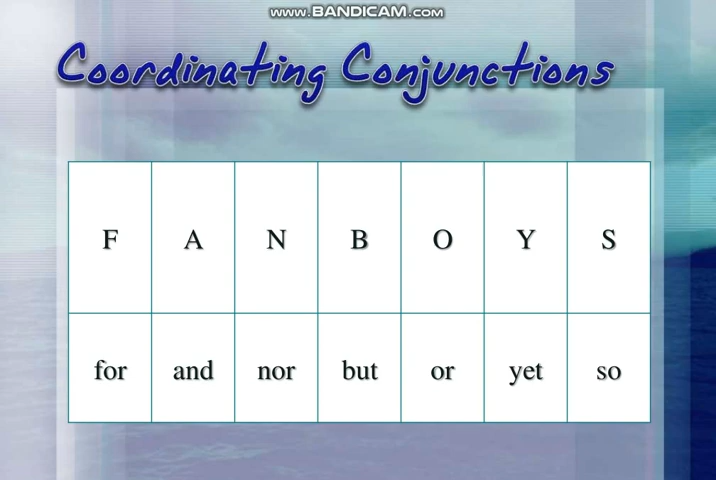 www.BANDICAM.com
Coordinating Conjunctions
F A N B O Y S
for and nor but or yet so